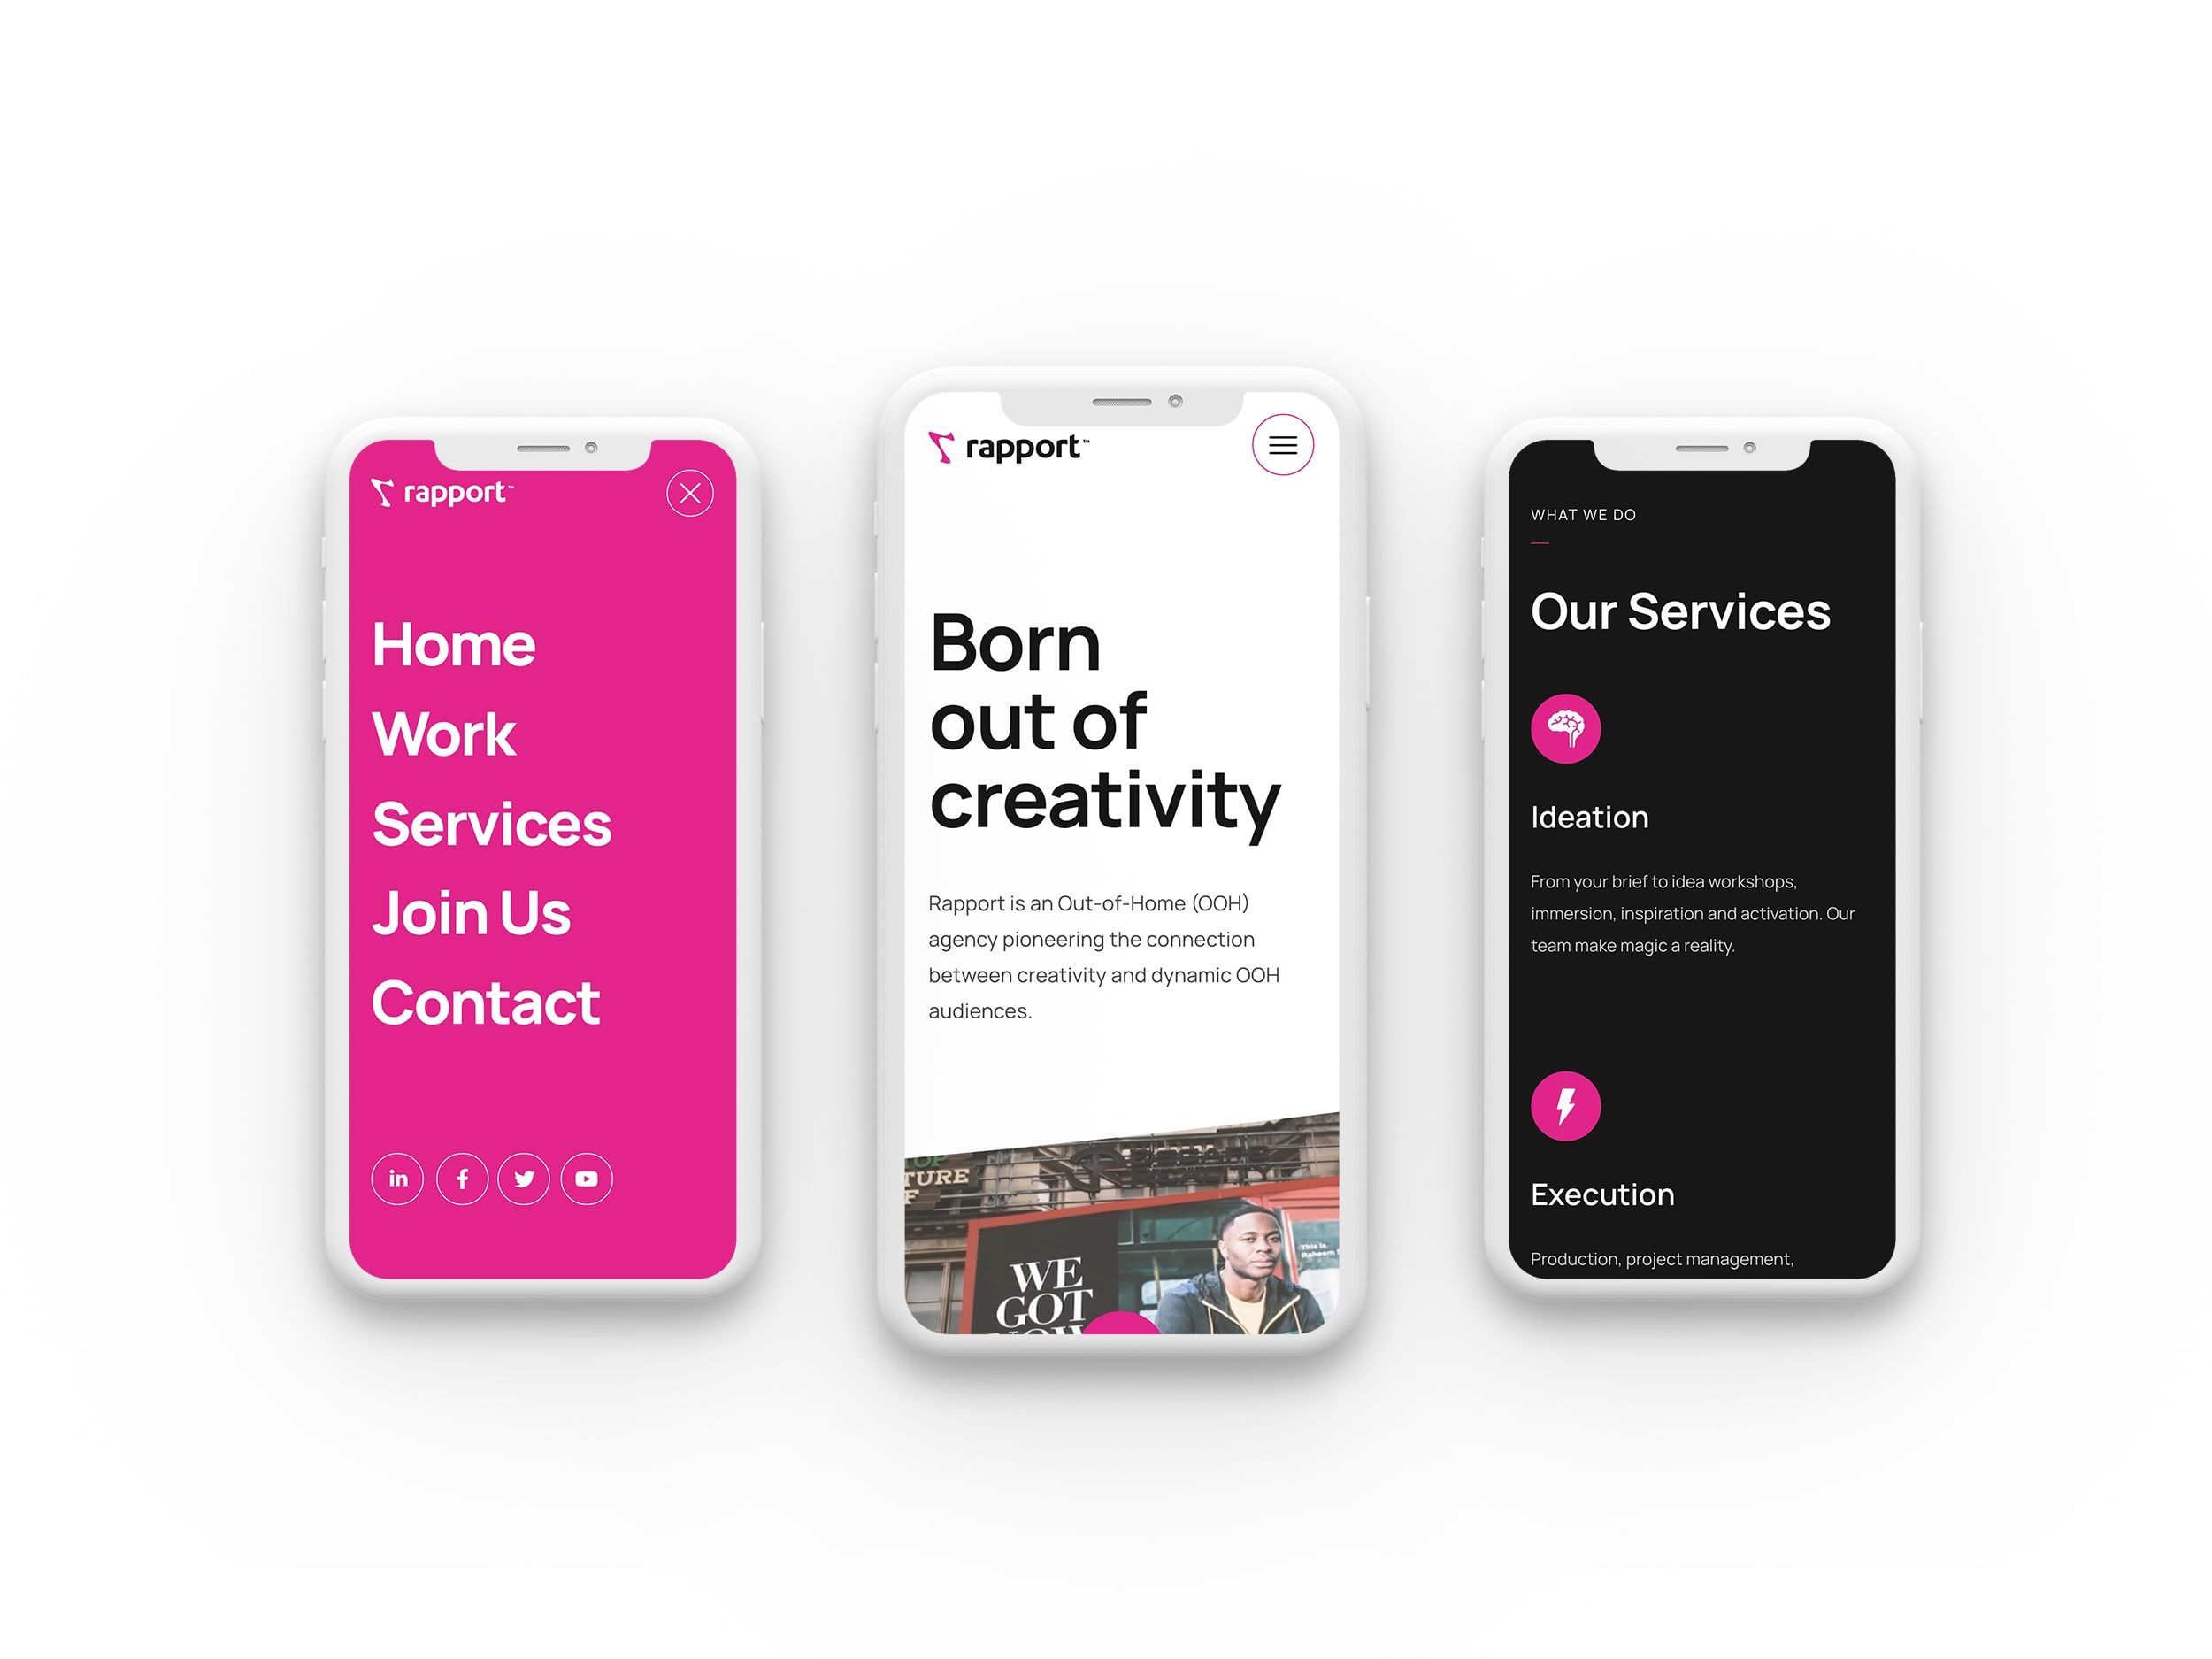 rapport™
Home
Work
Services
Join Us
Contact
in
f
rapport™
Born
out of
creativity
Rapport is an Out-of-Home (OOH)
agency pioneering the connection
between creativity and dynamic OOH
audiences.
TURE
F
This is
Raheem
WE
GOT
WHAT WE DO
Our Services
Ideation
From your brief to idea workshops,
immersion, inspiration and activation. Our
team make magic a reality.
Execution
Production, project management,